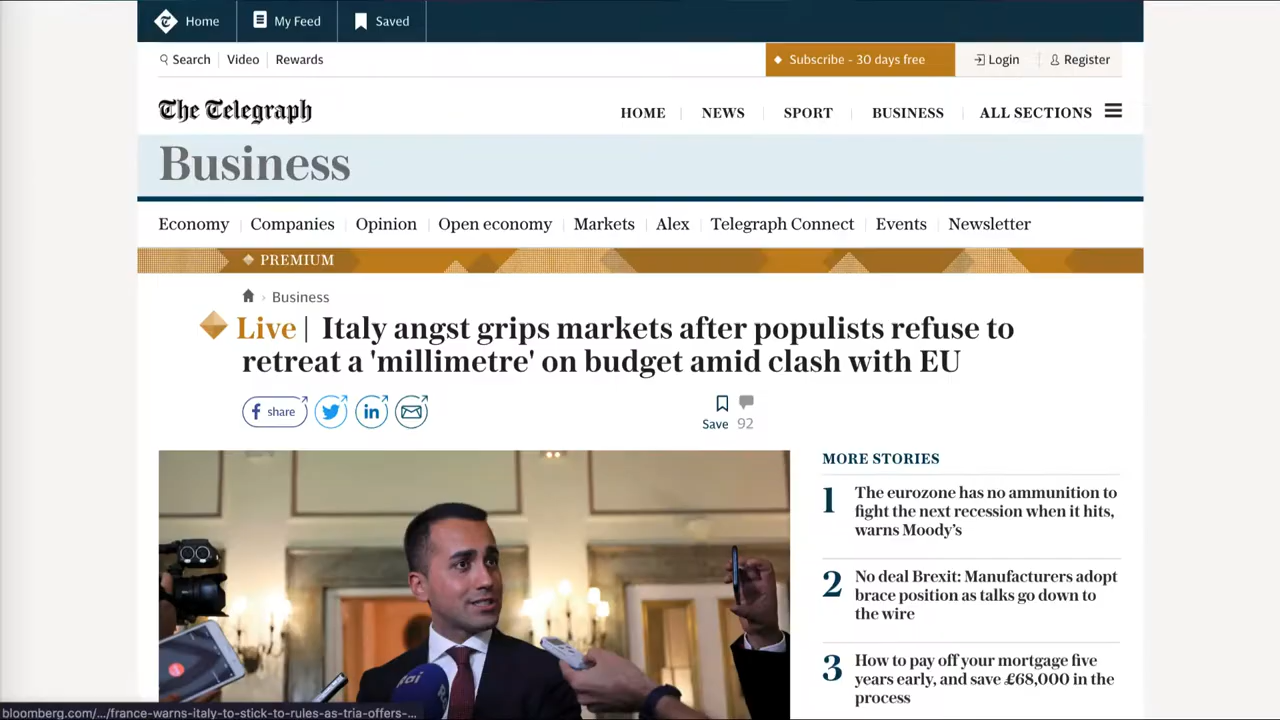 Home My Feed Saved
Search Video Rewards Subscribe - 30 days free Login Register
The Telegraph HOME NEWS SPORT BUSINESS ALL SECTIONS
Business
Economy Companies Opinion Open economy Markets Alex Telegraph Connect Events Newsletter
PREMIUM
Business
Live | Italy angst grips markets after populists refuse to
retreat a 'millimetre' on budget amid clash with EU
share
Save 92
MORE STORIES
1 The eurozone has no ammunition to
fight the next recession when it hits,
warns Moody's
2 No deal Brexit: Manufacturers adopt
brace position as talks go down to
the wire
3 How to pay off your mortgage five
years early, and save £68,000 in the
process
Rai
bloomberg.com/.../france-warns-italy-to-stick-to-rules-as-tria-offers-...